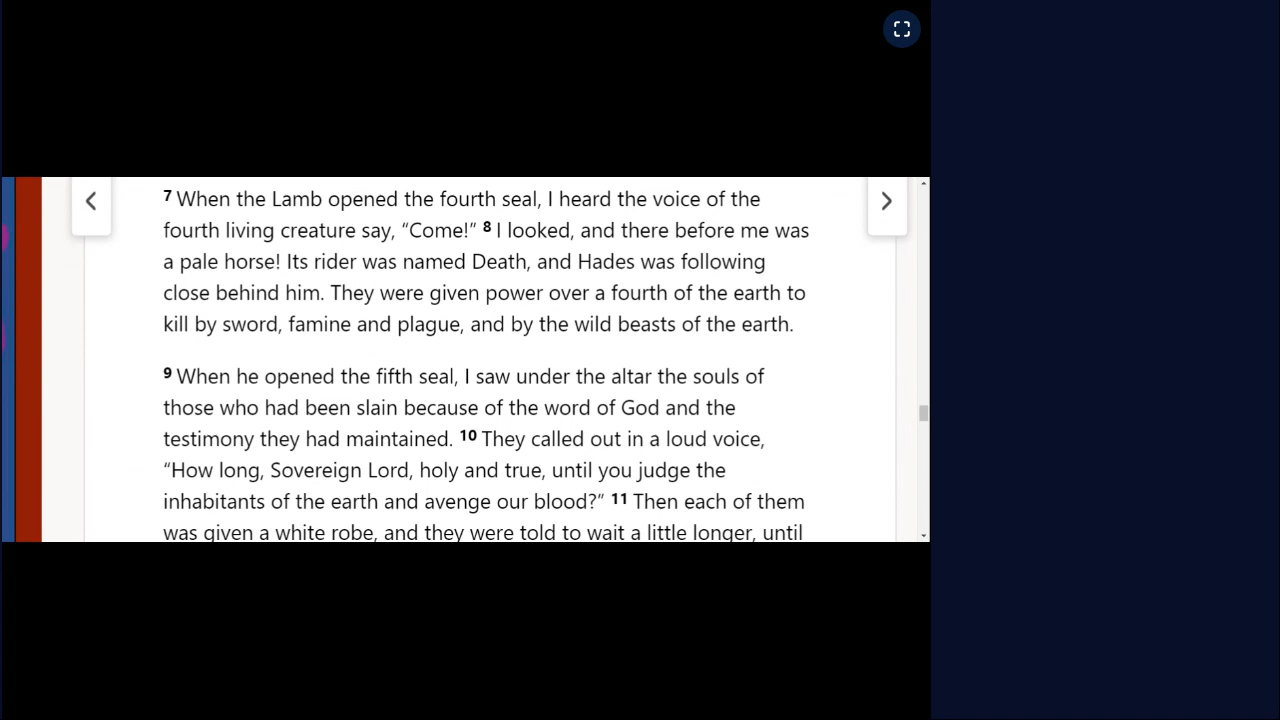 7 When the Lamb opened the fourth seal, I heard the voice of the
fourth living creature say, “Come!” 8 I looked, and there before me was
a pale horse! Its rider was named Death, and Hades was following
close behind him. They were given power over a fourth of the earth to
kill by sword, famine and plague, and by the wild beasts of the earth.
9 When he opened the fifth seal, I saw under the altar the souls of
those who had been slain because of the word of God and the
testimony they had maintained. 10 They called out in a loud voice,
“How long, Sovereign Lord, holy and true, until you judge the
inhabitants of the earth and avenge our blood?” 11 Then each of them
was given a white robe, and they were told to wait a little longer, until